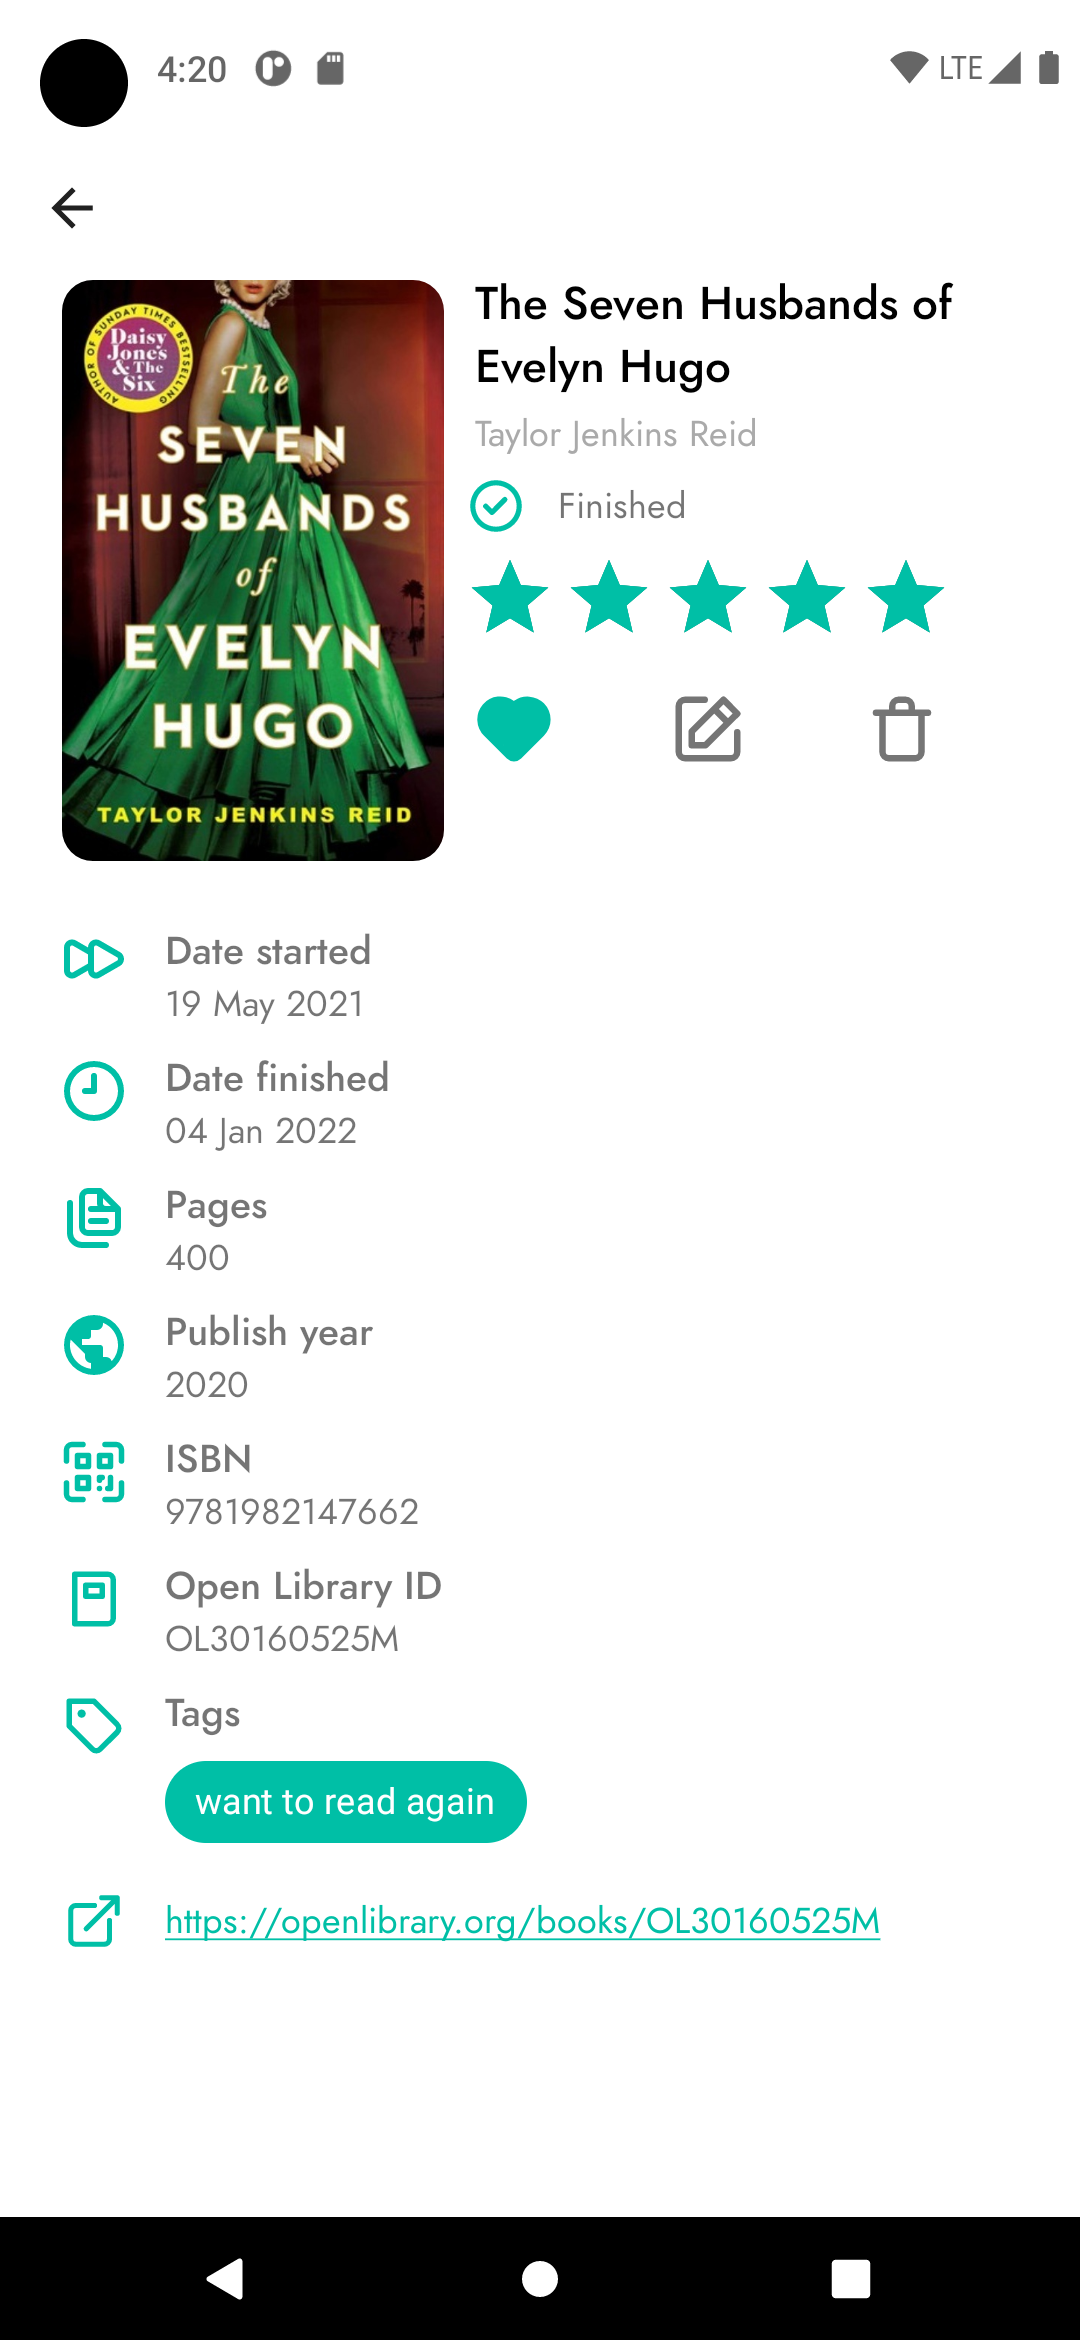 4:20
LTE
AUTHOR OF SUNDAY TIMES BESTSELLING
Daisy
Jones
& The
Six
The
SEVEN
HUSBANDS
of
EVELYN
HUGO
TAYLOR JENKINS REID
The Seven Husbands of
Evelyn Hugo
Taylor Jenkins Reid
Finished
Date started
19 May 2021
Date finished
04 Jan 2022
Pages
400
Publish year
2020
ISBN
9781982147662
Open Library ID
OL30160525M
Tags
want to read again
https://openlibrary.org/books/OL30160525M